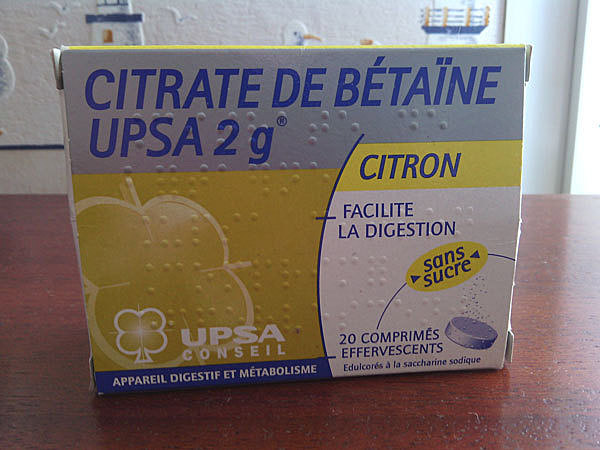 CITRATE DE BÉTAÏNE
UPSA 2 g®
CITRON
FACILITE
LA DIGESTION
sans
sucre
UPSA
CONSEIL
20 COMPRIMÉS
EFFERVESCENTS
Edulcorés à la saccharine sodique
APPAREIL DIGESTIF ET MÉTABOLISME